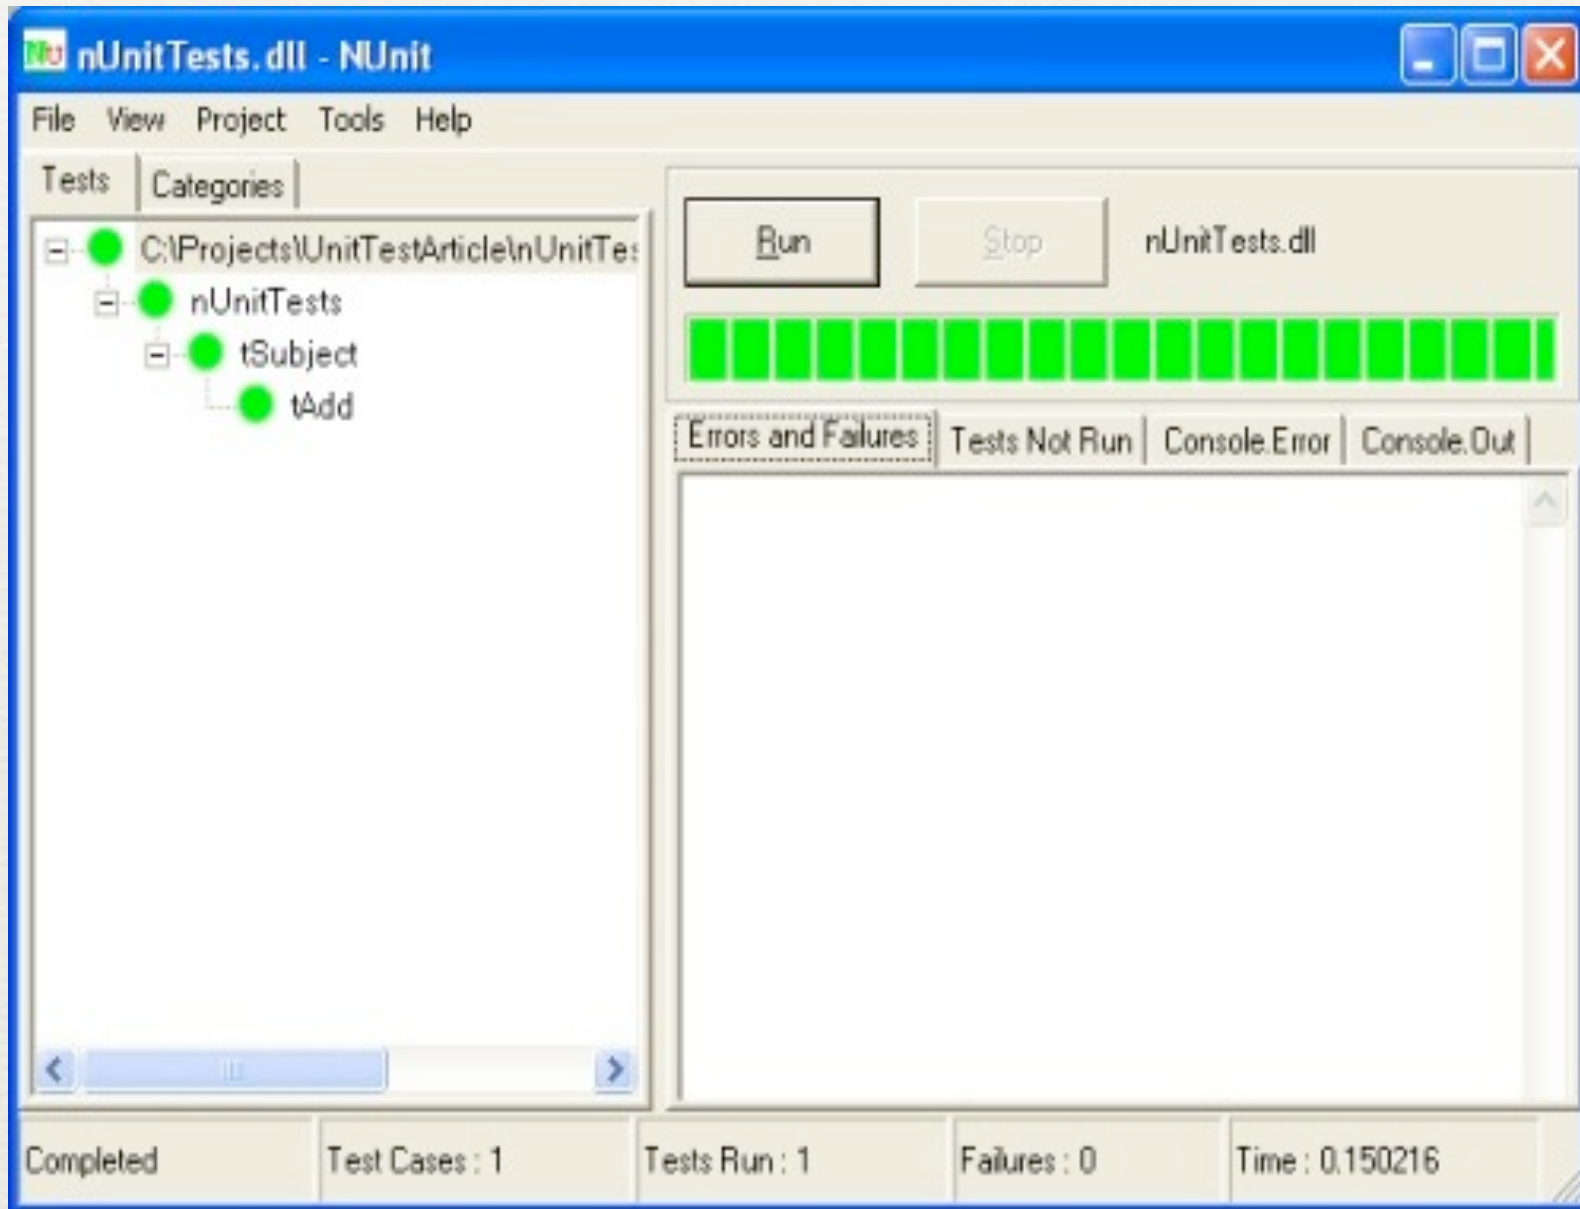 nUnitTests.dll - NUnit
File View Project Tools Help
Tests Categories
C:\Projects\UnitTestArticle\nUnitTes
nUnitTests
tSubject
tAdd
Run Stop nUnitTests.dll
Errors and Failures Tests Not Run Console.Error Console.Out
Completed Test Cases : 1 Tests Run : 1 Failures : 0 Time : 0.150216